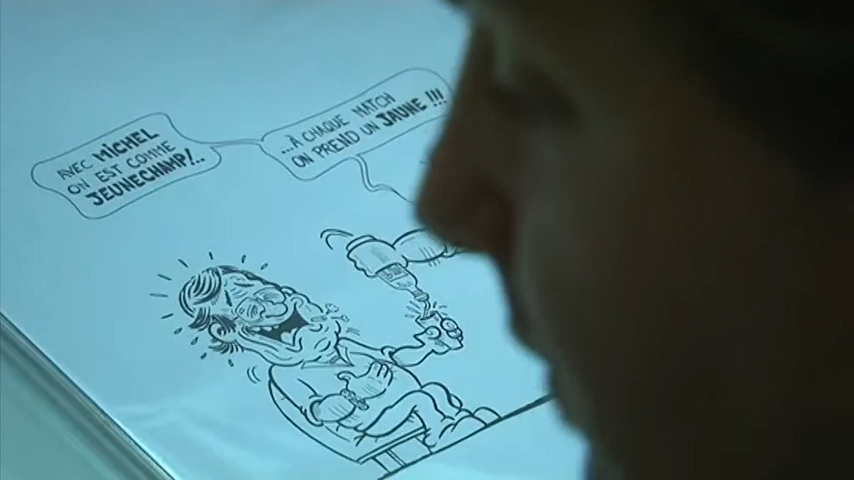 AVEC MICHEL
ON EST COMME
JEUNECHAMP!..
...À CHAQUE MATCH
ON PREND UN JAUNE!!!